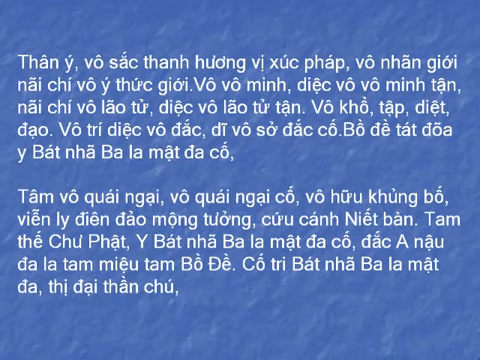 Thân ý, vô sắc thanh hương vị xúc pháp, vô nhãn giới
nãi chí vô ý thức giới.Vô vô minh, diệc vô vô minh tận,
nãi chí vô lão tử, diệc vô lão tử tận. Vô khổ, tập, diệt,
đạo. Vô trí diệc vô đắc, dĩ vô sở đắc cố.Bồ đề tát đõa
y Bát nhã Ba la mật đa cố,
Tâm vô quái ngại, vô quái ngại cố, vô hữu khủng bố,
viễn ly điên đảo mộng tưởng, cứu cánh Niết bàn. Tam
thế Chư Phật, Y Bát nhã Ba la mật đa cố, đắc A nậu
đa la tam miệu tam Bồ Đề. Cố tri Bát nhã Ba la mật
đa, thị đại thần chú,